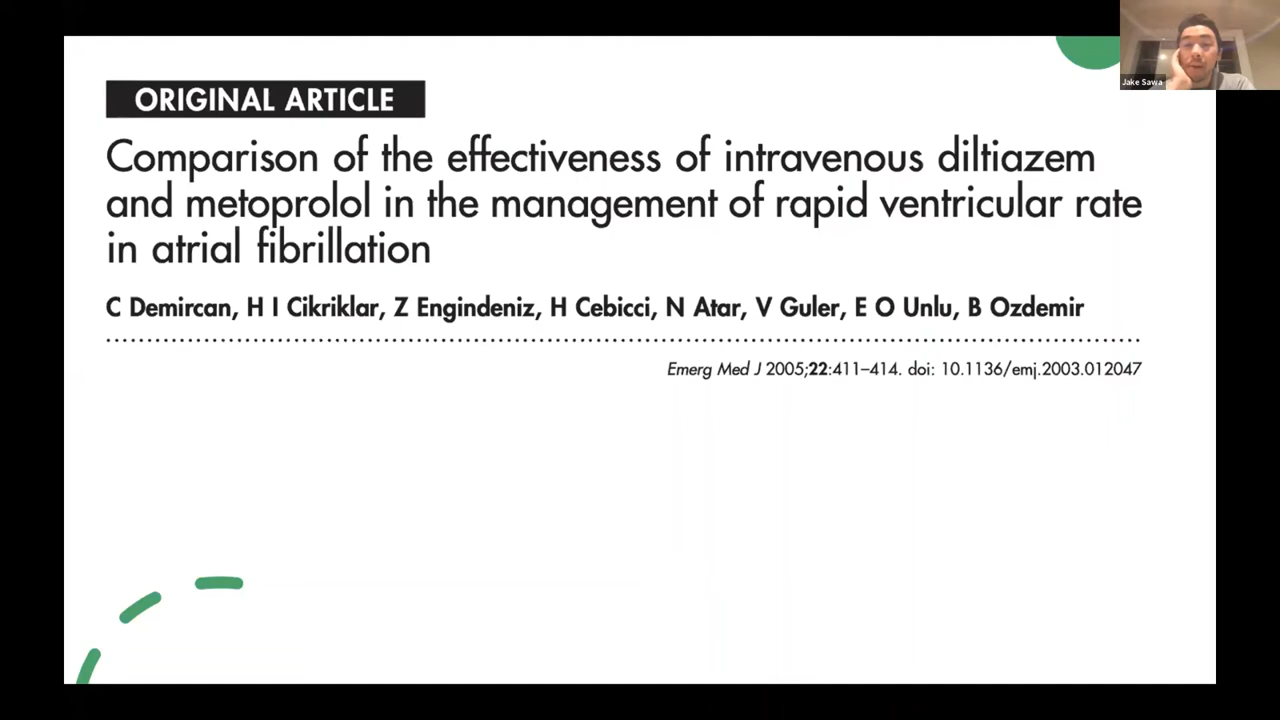 ORIGINAL ARTICLE
Comparison of the effectiveness of intravenous diltiazem
and metoprolol in the management of rapid ventricular rate
in atrial fibrillation
C Demircan, H I Cikriklar, Z Engindeniz, H Cebicci, N Atar, V Guler, E O Unlu, B Ozdemir
Emerg Med J 2005;22:411–414. doi: 10.1136/emj.2003.012047
Jake Sawa